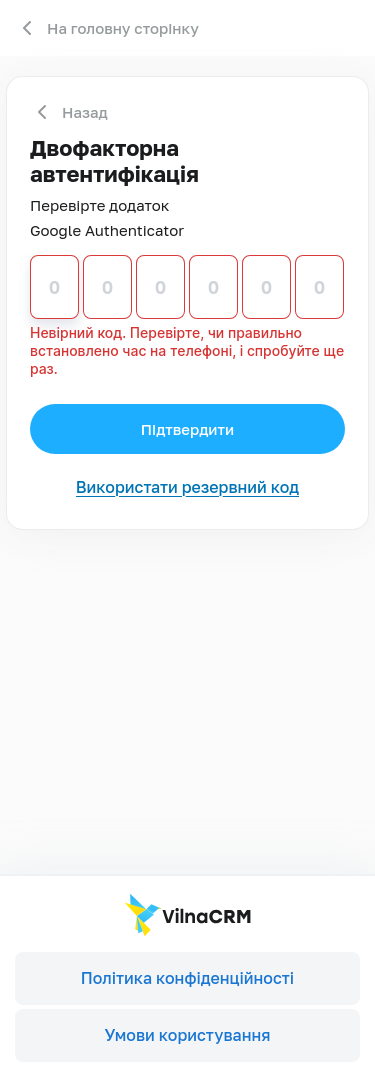 На головну сторінку
Назад
Двофакторна
автентифікація
Перевірте додаток
Google Authenticator
0 0 0 0 0 0
Невірний код. Перевірте, чи правильно
встановлено час на телефоні, і спробуйте ще
раз.
Підтвердити
Використати резервний код
VilnaCRM
Політика конфіденційності
Умови користування